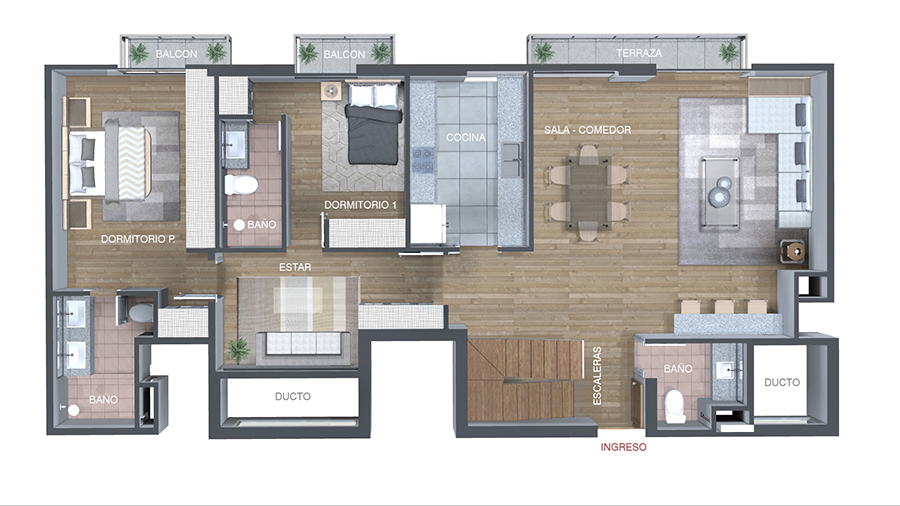 BALCON
BALCON
TERRAZA
SALA - COMEDOR
COCINA
DORMITORIO 1
BAÑO
DORMITORIO P.
ESTAR
BAÑO
DUCTO
ESCALERAS
BAÑO
DUCTO
INGRESO